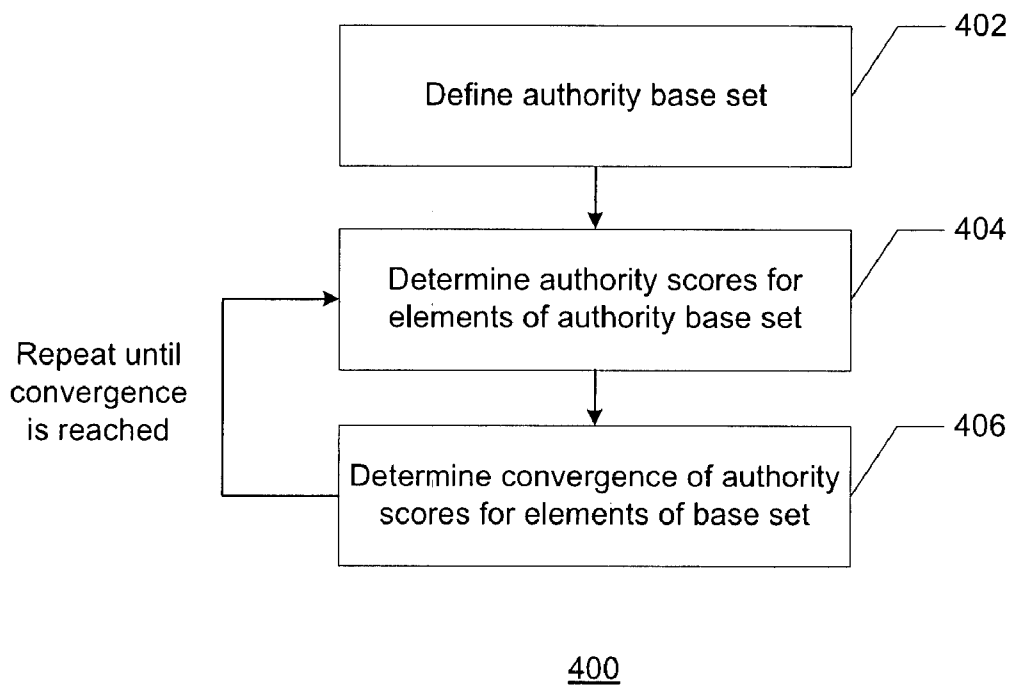 402
Define authority base set
404
Determine authority scores for
elements of authority base set
Repeat until
convergence
is reached
406
Determine convergence of authority
scores for elements of base set
400